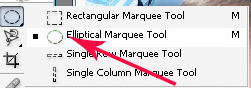 Rectangular Marquee Tool M
Elliptical Marquee Tool M
Single Row Marquee Tool
Single Column Marquee Tool